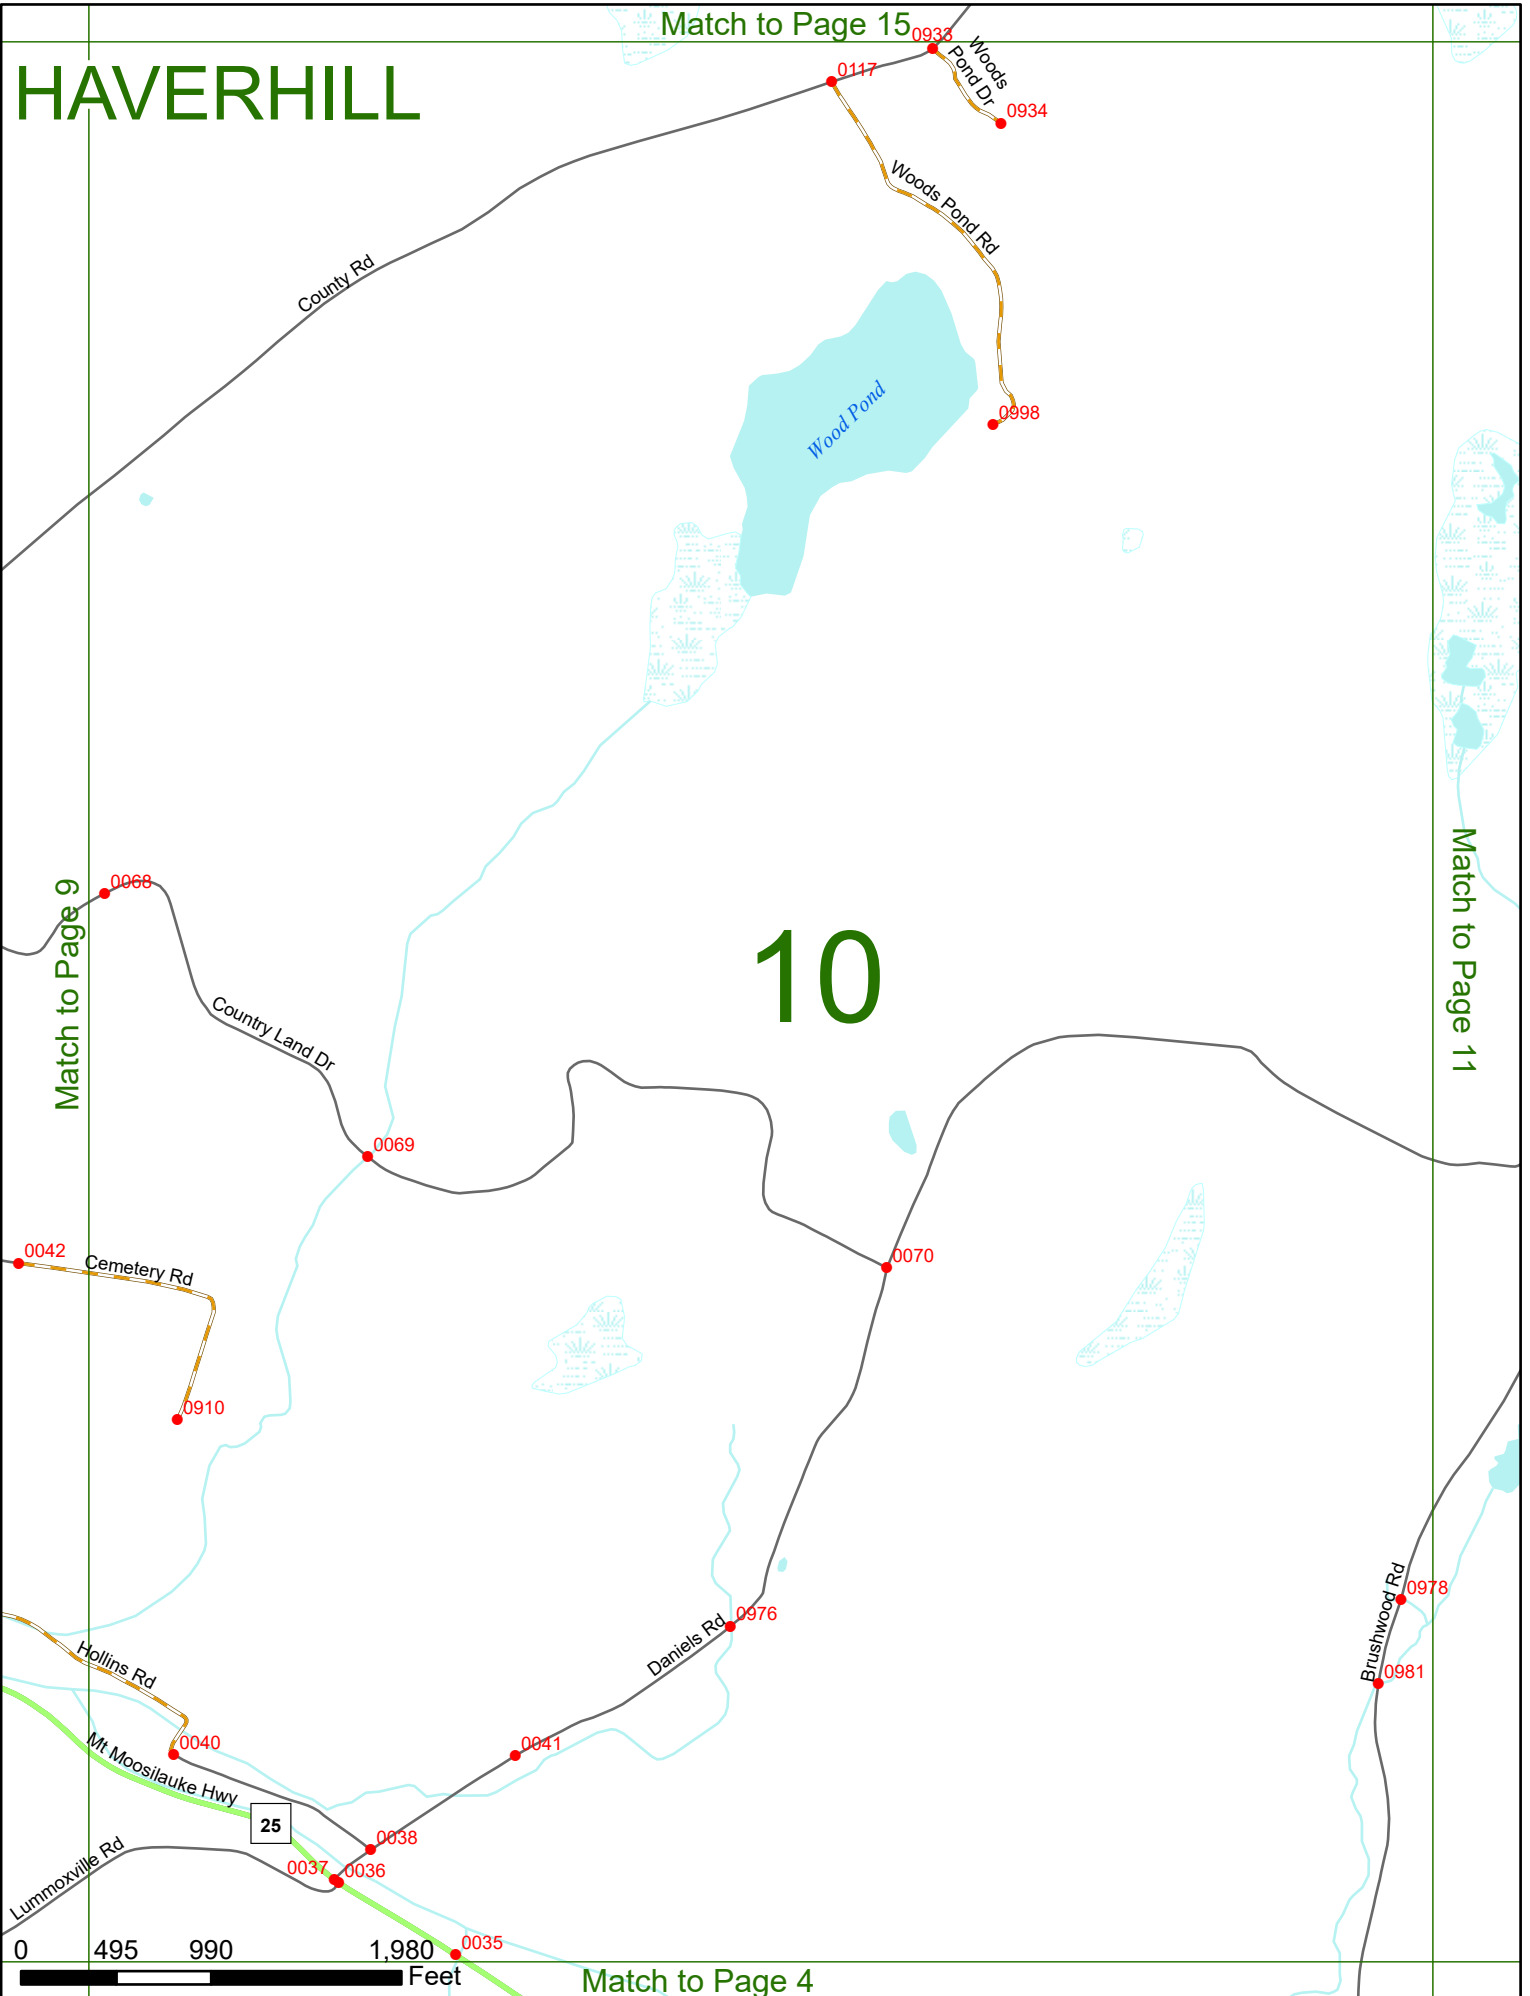 Match to Page 15
HAVERHILL
0933
Woods
Pond Dr
0117
0934
Woods Pond Rd
County Rd
Wood Pond
0998
Match to Page 9
Match to Page 11
0068
10
Country Land Dr
0069
0042
Cemetery Rd
0070
0910
0978
Brushwood Rd
0976
Daniels Rd
Hollins Rd
0981
0040
0041
Mt Moosilauke Hwy
25
0038
Lummoxville Rd
0037
0036
0035
0 495 990 1,980
Feet
Match to Page 4